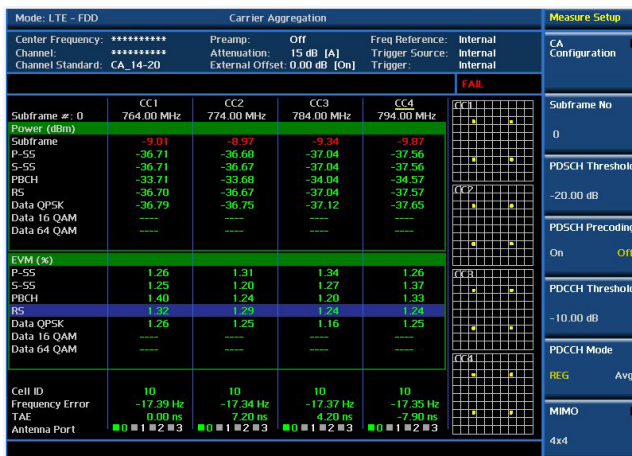 Mode: LTE - FDD Carrier Aggregation Measure Setup
Center Frequency: ********** Preamp: Off Freq Reference: Internal
Channel: ********** Attenuation: 15 dB [A] Trigger Source: Internal
Channel Standard: CA_14-20 External Offset: 0.00 dB [On] Trigger: Internal
CA
Configuration
FAIL
CC1 CC2 CC3 CC4
Subframe #: 0 764.00 MHz 774.00 MHz 784.00 MHz 794.00 MHz
Power (dBm)
Subframe -9.01 -8.97 -9.34 -9.87
P-SS -36.71 -36.68 -37.04 -37.56
S-SS -36.71 -36.67 -37.04 -37.56
PBCH -33.71 -33.68 -34.04 -34.57
RS -36.70 -36.67 -37.04 -37.57
Data QPSK -36.79 -36.75 -37.12 -37.65
Data 16 QAM ---- ---- ---- ----
Data 64 QAM ---- ---- ---- ----
EVM (%)
P-SS 1.26 1.31 1.34 1.26
S-SS 1.25 1.20 1.27 1.37
PBCH 1.40 1.24 1.20 1.33
RS 1.32 1.29 1.24 1.24
Data QPSK 1.26 1.25 1.16 1.25
Data 16 QAM ---- ---- ---- ----
Data 64 QAM ---- ---- ---- ----
Cell ID 10 10 10 10
Frequency Error -17.39 Hz -17.34 Hz -17.37 Hz -17.35 Hz
TAE 0.00 ns 7.20 ns 4.20 ns -7.90 ns
Antenna Port 0 1 2 3 0 1 2 3 0 1 2 3 0 1 2 3
CC1
CC2
CC3
CC4
Subframe No
0
PDSCH Threshold
-20.00 dB
PDSCH Precoding
On Off
PDCCH Threshold
-10.00 dB
PDCCH Mode
REG Avg
MIMO
4x4